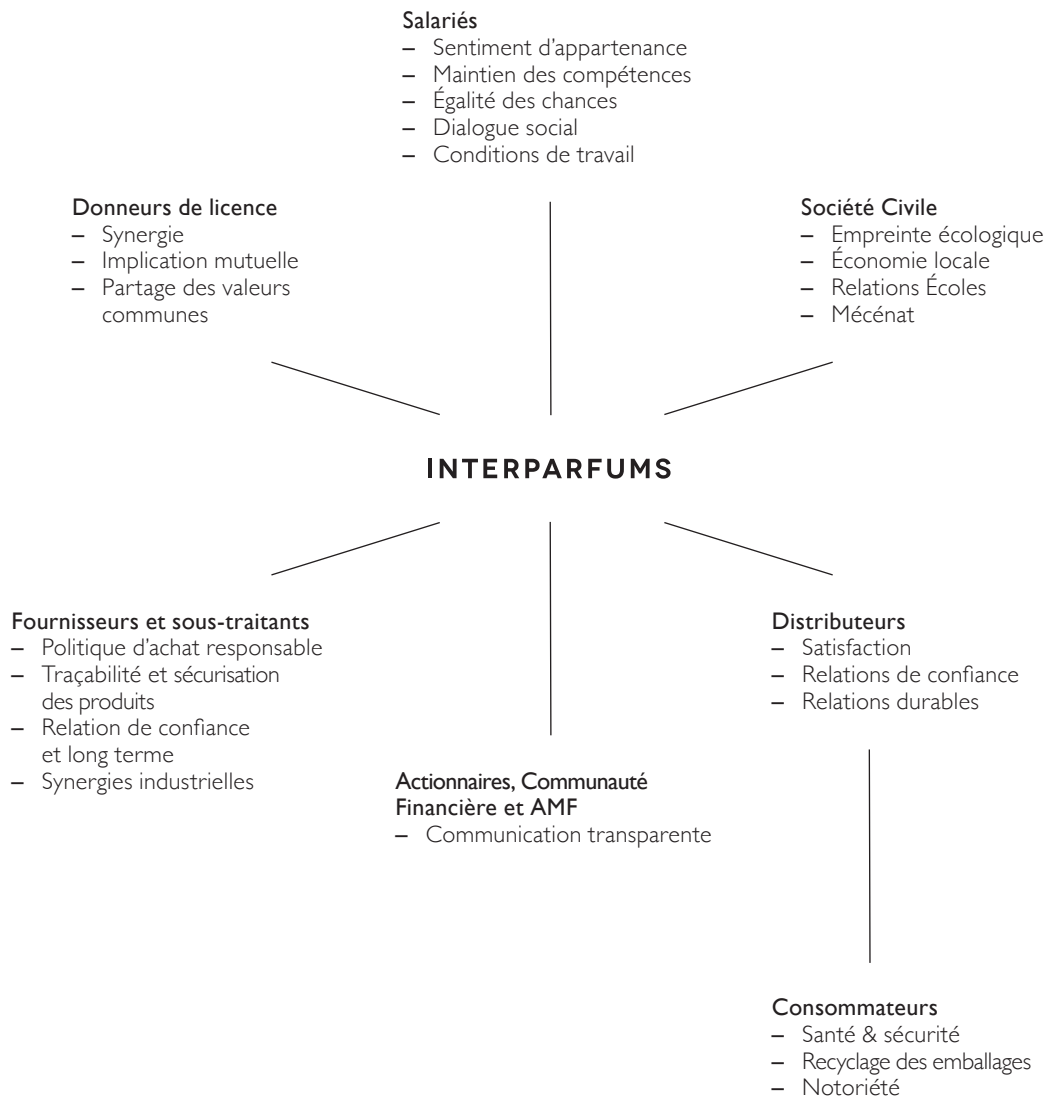 Salariés
– Sentiment d'appartenance
– Maintien des compétences
– Égalité des chances
– Dialogue social
– Conditions de travail
Donneurs de licence
– Synergie
– Implication mutuelle
– Partage des valeurs
communes
Société Civile
– Empreinte écologique
– Économie locale
– Relations Écoles
– Mécénat
INTERPARFUMS
Fournisseurs et sous-traitants
– Politique d'achat responsable
– Traçabilité et sécurisation
des produits
– Relation de confiance
et long terme
– Synergies industrielles
Actionnaires, Communauté
Financière et AMF
– Communication transparente
Distributeurs
– Satisfaction
– Relations de confiance
– Relations durables
Consommateurs
– Santé & sécurité
– Recyclage des emballages
– Notoriété